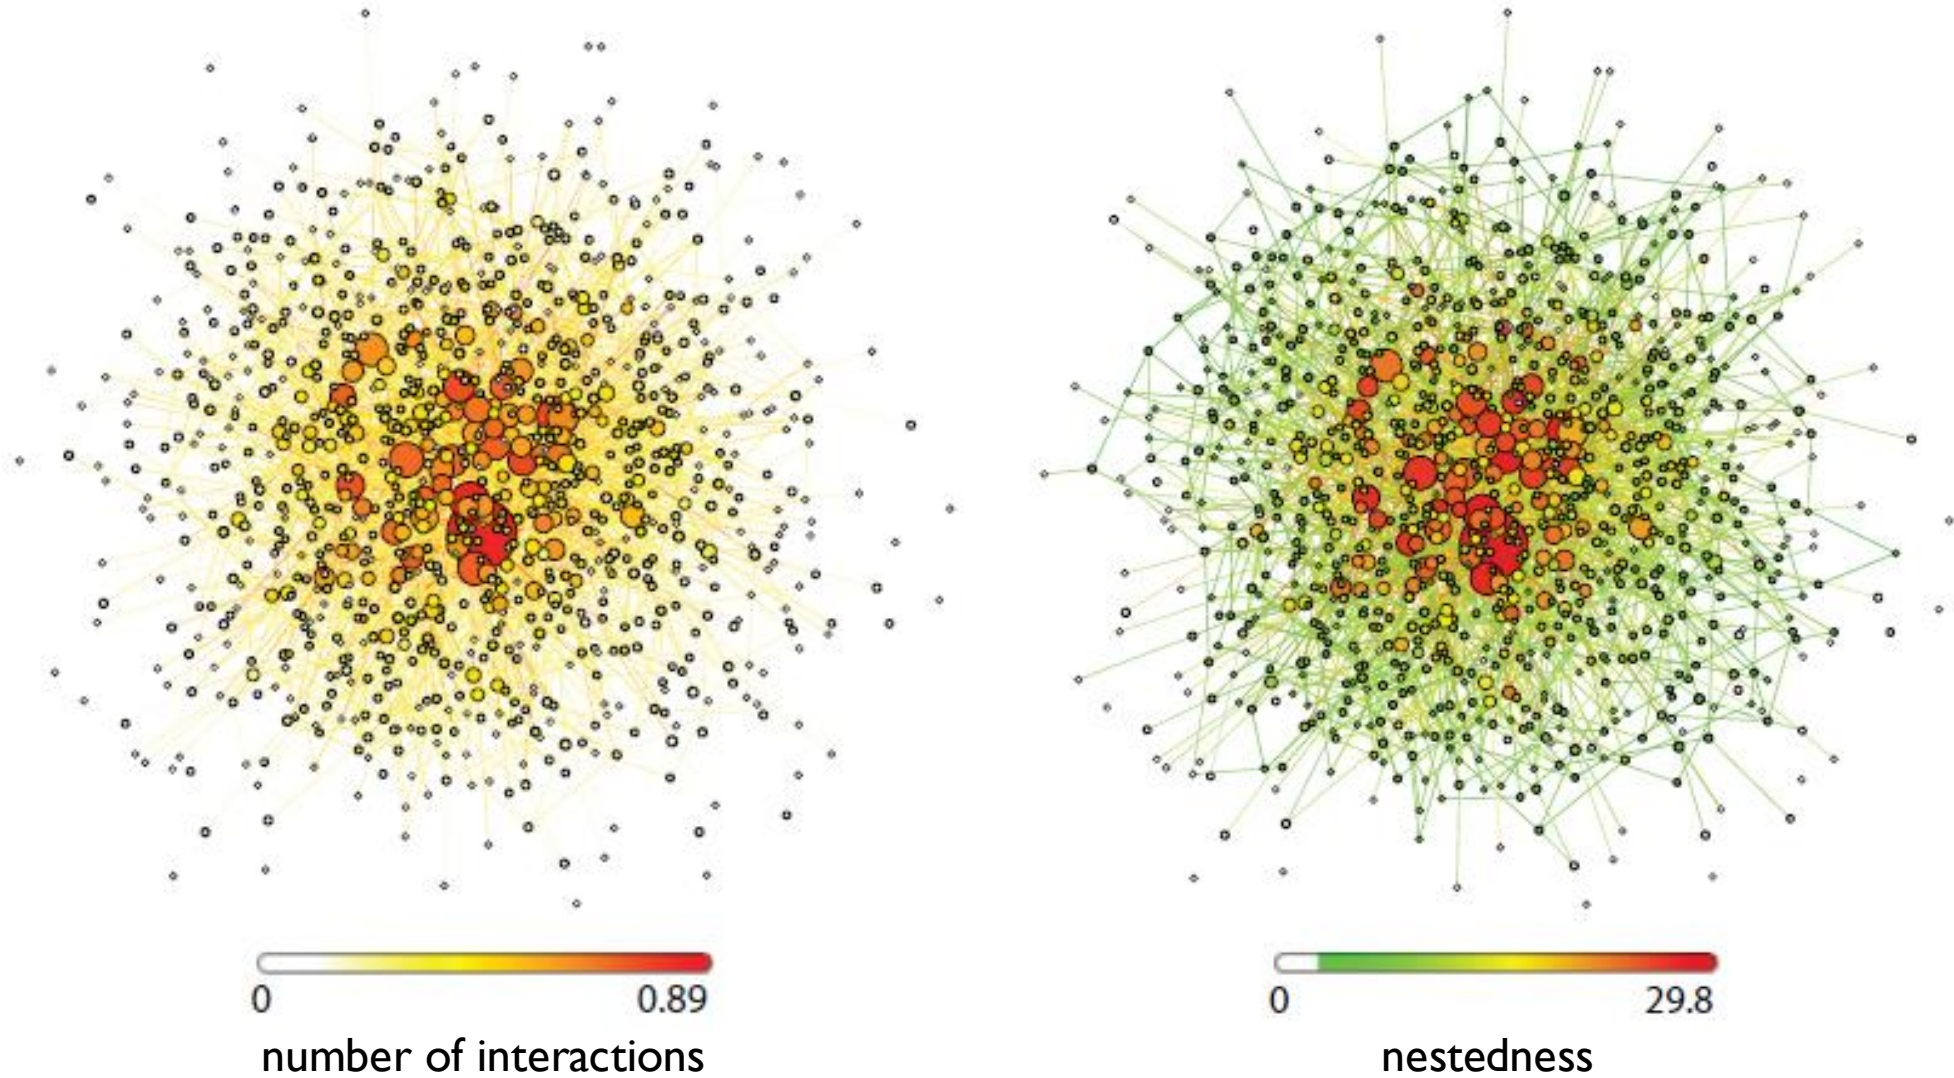 0 0.89
number of interactions
0 29.8
nestedness